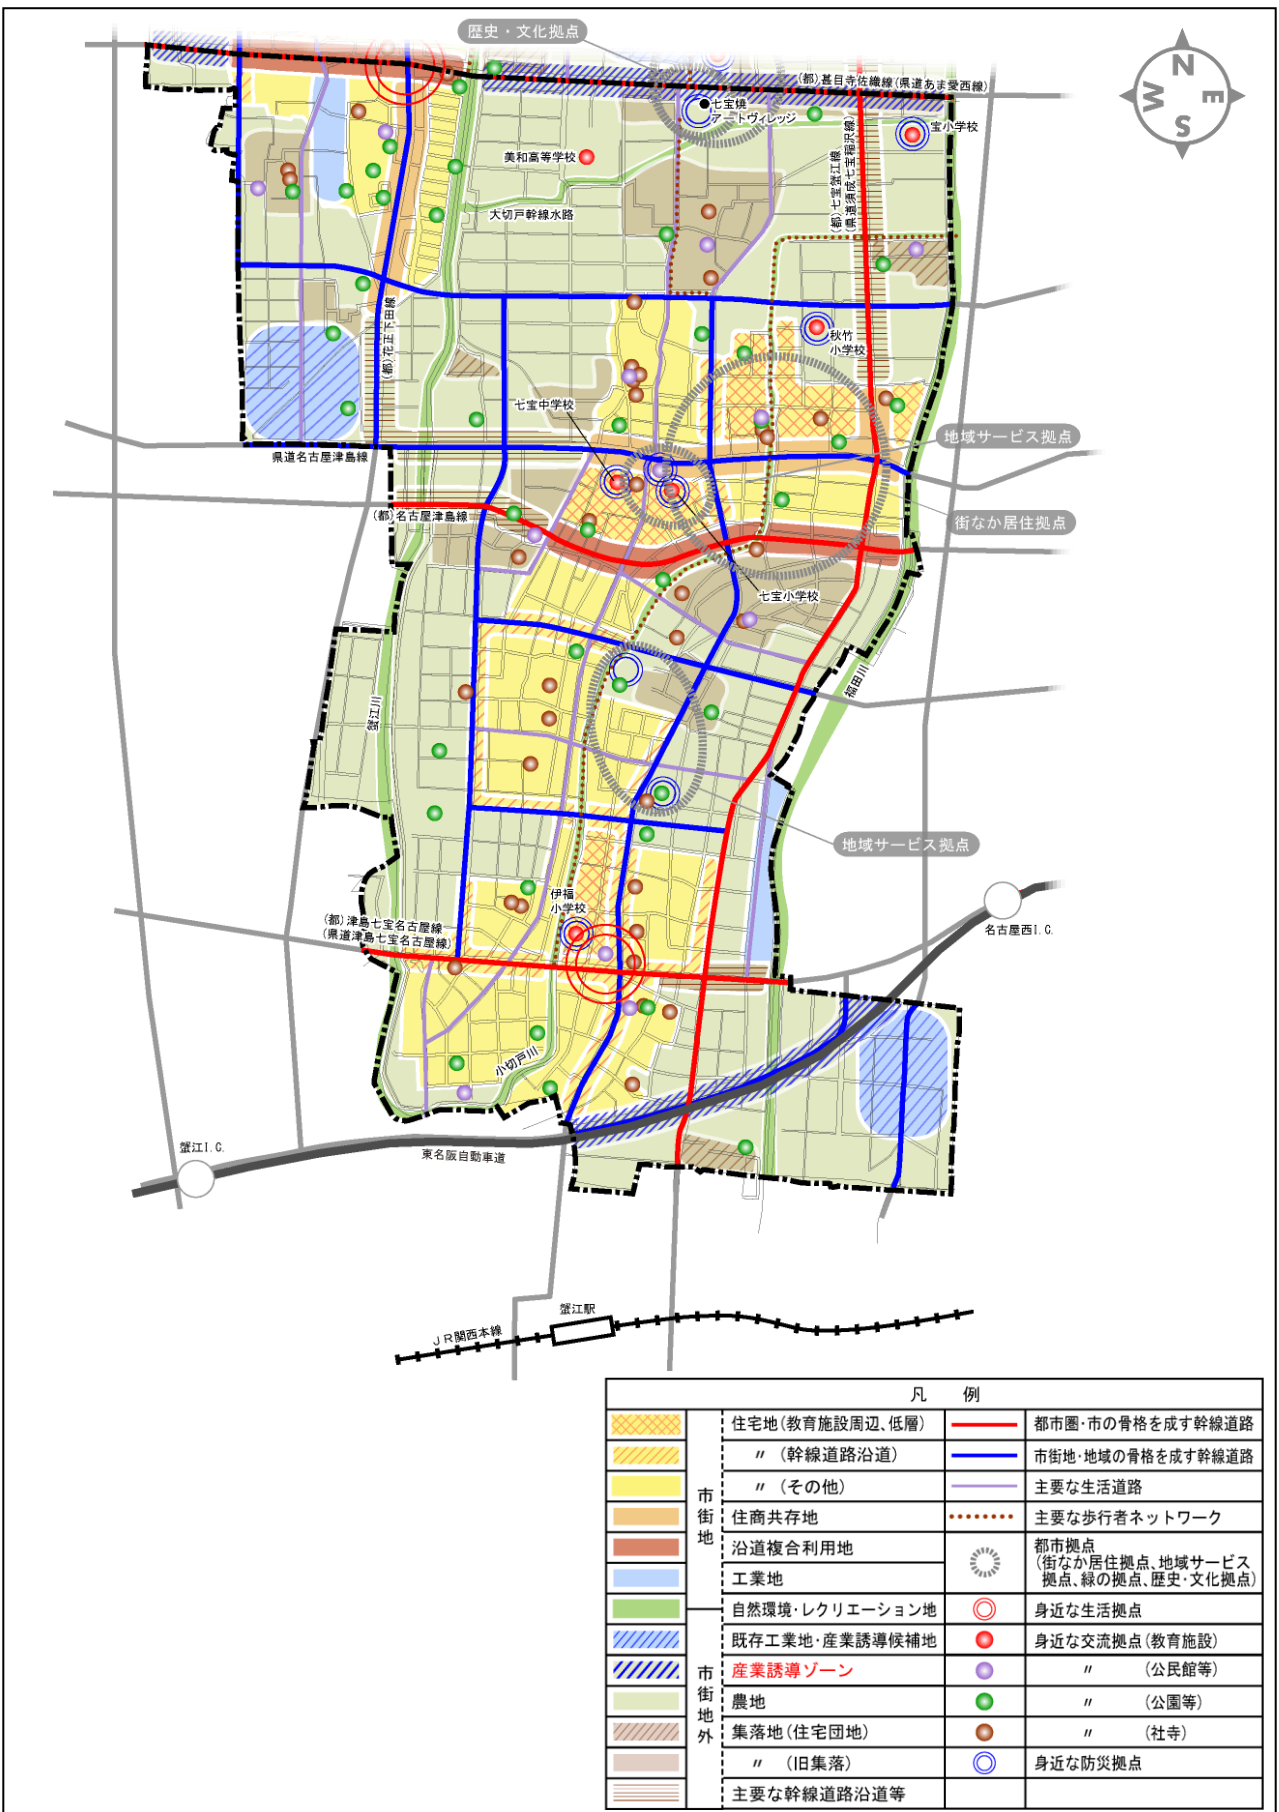 歴史・文化拠点
N
W
E
S
(都)甚目寺佐織線(県道あま愛西線)
七宝焼
アートヴィレッジ
宝小学校
美和高等学校
(都)七宝蟹江線
(県道須成七宝稲沢線)
大切戸幹線水路
(都)花正下田線
秋竹
小学校
七宝中学校
地域サービス拠点
県道名古屋津島線
(都)名古屋津島線
街なか居住拠点
七宝小学校
福田川
蟹江川
地域サービス拠点
伊福
小学校
(都)津島七宝名古屋線
(県道津島七宝名古屋線)
名古屋西I.C.
小切戸川
蟹江I.C.
東名阪自動車道
蟹江駅
JR関西本線
凡 例
市街地
住宅地(教育施設周辺、低層)
都市圏・市の骨格を成す幹線道路
〃 (幹線道路沿道)
市街地・地域の骨格を成す幹線道路
〃 (その他)
主要な生活道路
住商共存地
主要な歩行者ネットワーク
沿道複合利用地
都市拠点
(街なか居住拠点、地域サービス
拠点、緑の拠点、歴史・文化拠点)
工業地
市街地外
自然環境・レクリエーション地
身近な生活拠点
既存工業地・産業誘導候補地
身近な交流拠点(教育施設)
産業誘導ゾーン
〃 (公民館等)
農地
〃 (公園等)
集落地(住宅団地)
〃 (社寺)
〃 (旧集落)
身近な防災拠点
主要な幹線道路沿道等